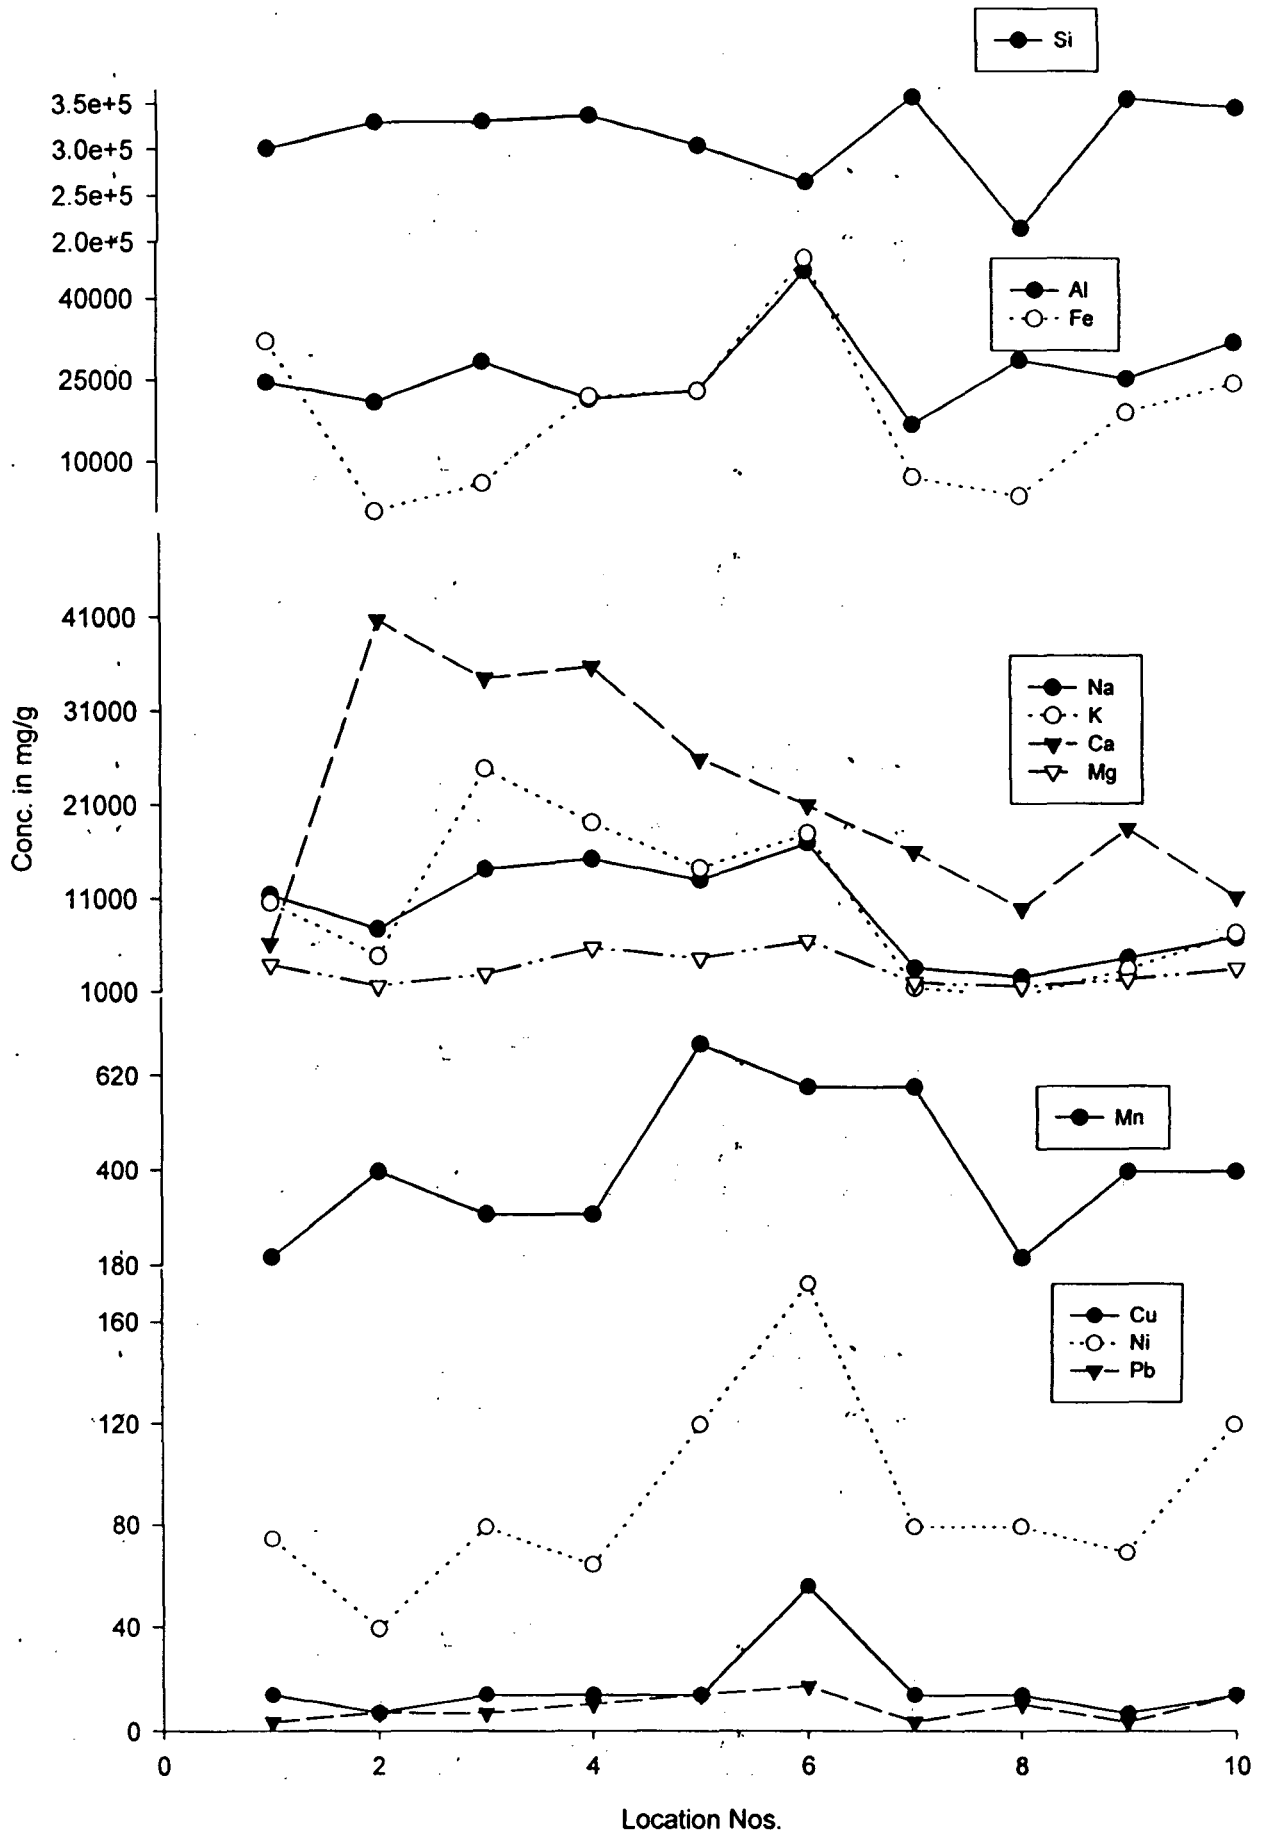 Si
3.5e+5
3.0e+5
2.5e+5
2.0e+5
Al
Fe
40000
25000
10000
41000
31000
21000
11000
1000
Na
K
Ca
Mg
Conc. in mg/g
620
400
180
Mn
Cu
Ni
Pb
160
120
80
40
0
0 2 4 6 8 10
Location Nos.